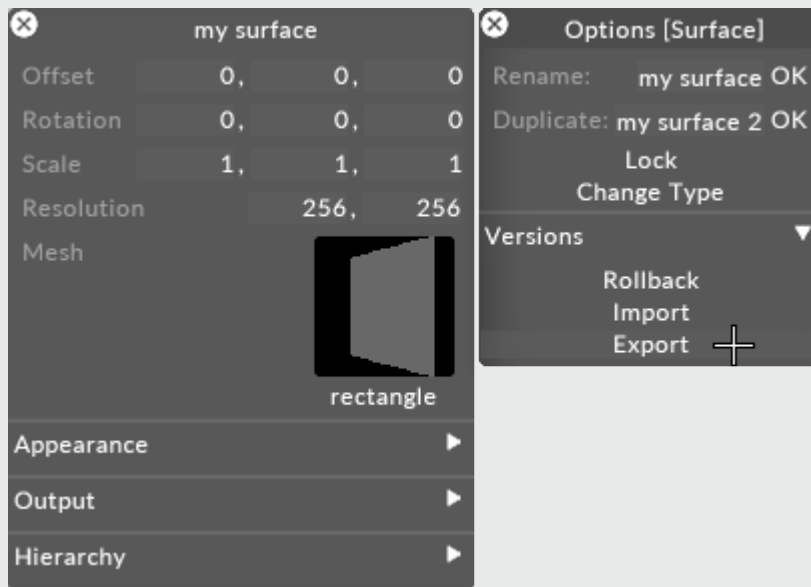 my surface
Offset 0, 0, 0
Rotation 0, 0, 0
Scale 1, 1, 1
Resolution 256, 256
Mesh
rectangle
Appearance
Output
Hierarchy
Options [Surface]
Rename: my surface OK
Duplicate: my surface 2 OK
Lock
Change Type
Versions
Rollback
Import
Export